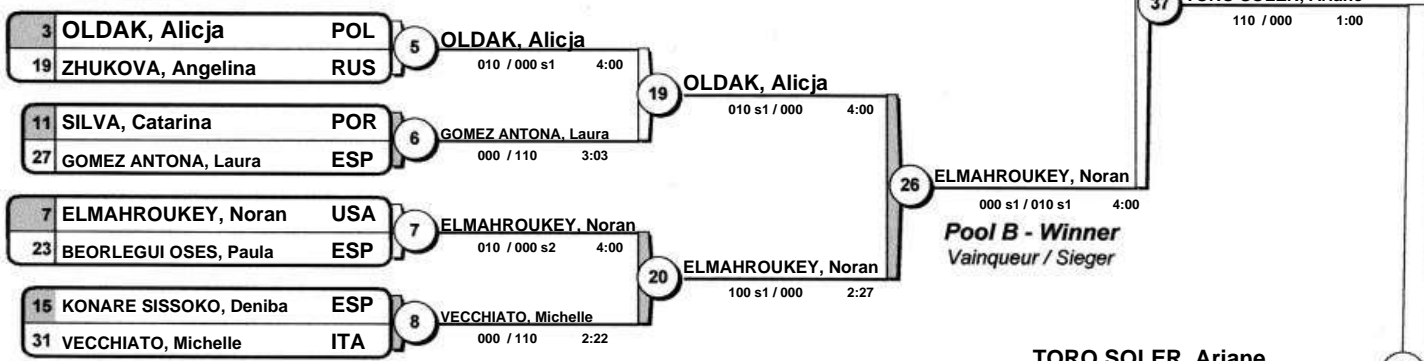 37 TORO SOLER, Ariane
110 / 000 1:00
3 OLDAK, Alicja POL
19 ZHUKOVA, Angelina RUS
5 OLDAK, Alicja
010 / 000 s1 4:00
19 OLDAK, Alicja
010 s1 / 000 4:00
11 SILVA, Catarina POR
27 GOMEZ ANTONA, Laura ESP
6 GOMEZ ANTONA, Laura
000 / 110 3:03
26 ELMAHROUKEY, Noran
000 s1 / 010 s1 4:00
Pool B - Winner
Vainqueur / Sieger
7 ELMAHROUKEY, Noran USA
23 BEORLEGUI OSES, Paula ESP
7 ELMAHROUKEY, Noran
010 / 000 s2 4:00
20 ELMAHROUKEY, Noran
100 s1 / 000 2:27
15 KONARE SISSOKO, Deniba ESP
31 VECCHIATO, Michelle ITA
8 VECCHIATO, Michelle
000 / 110 2:22
TORO SOLER, Ariane